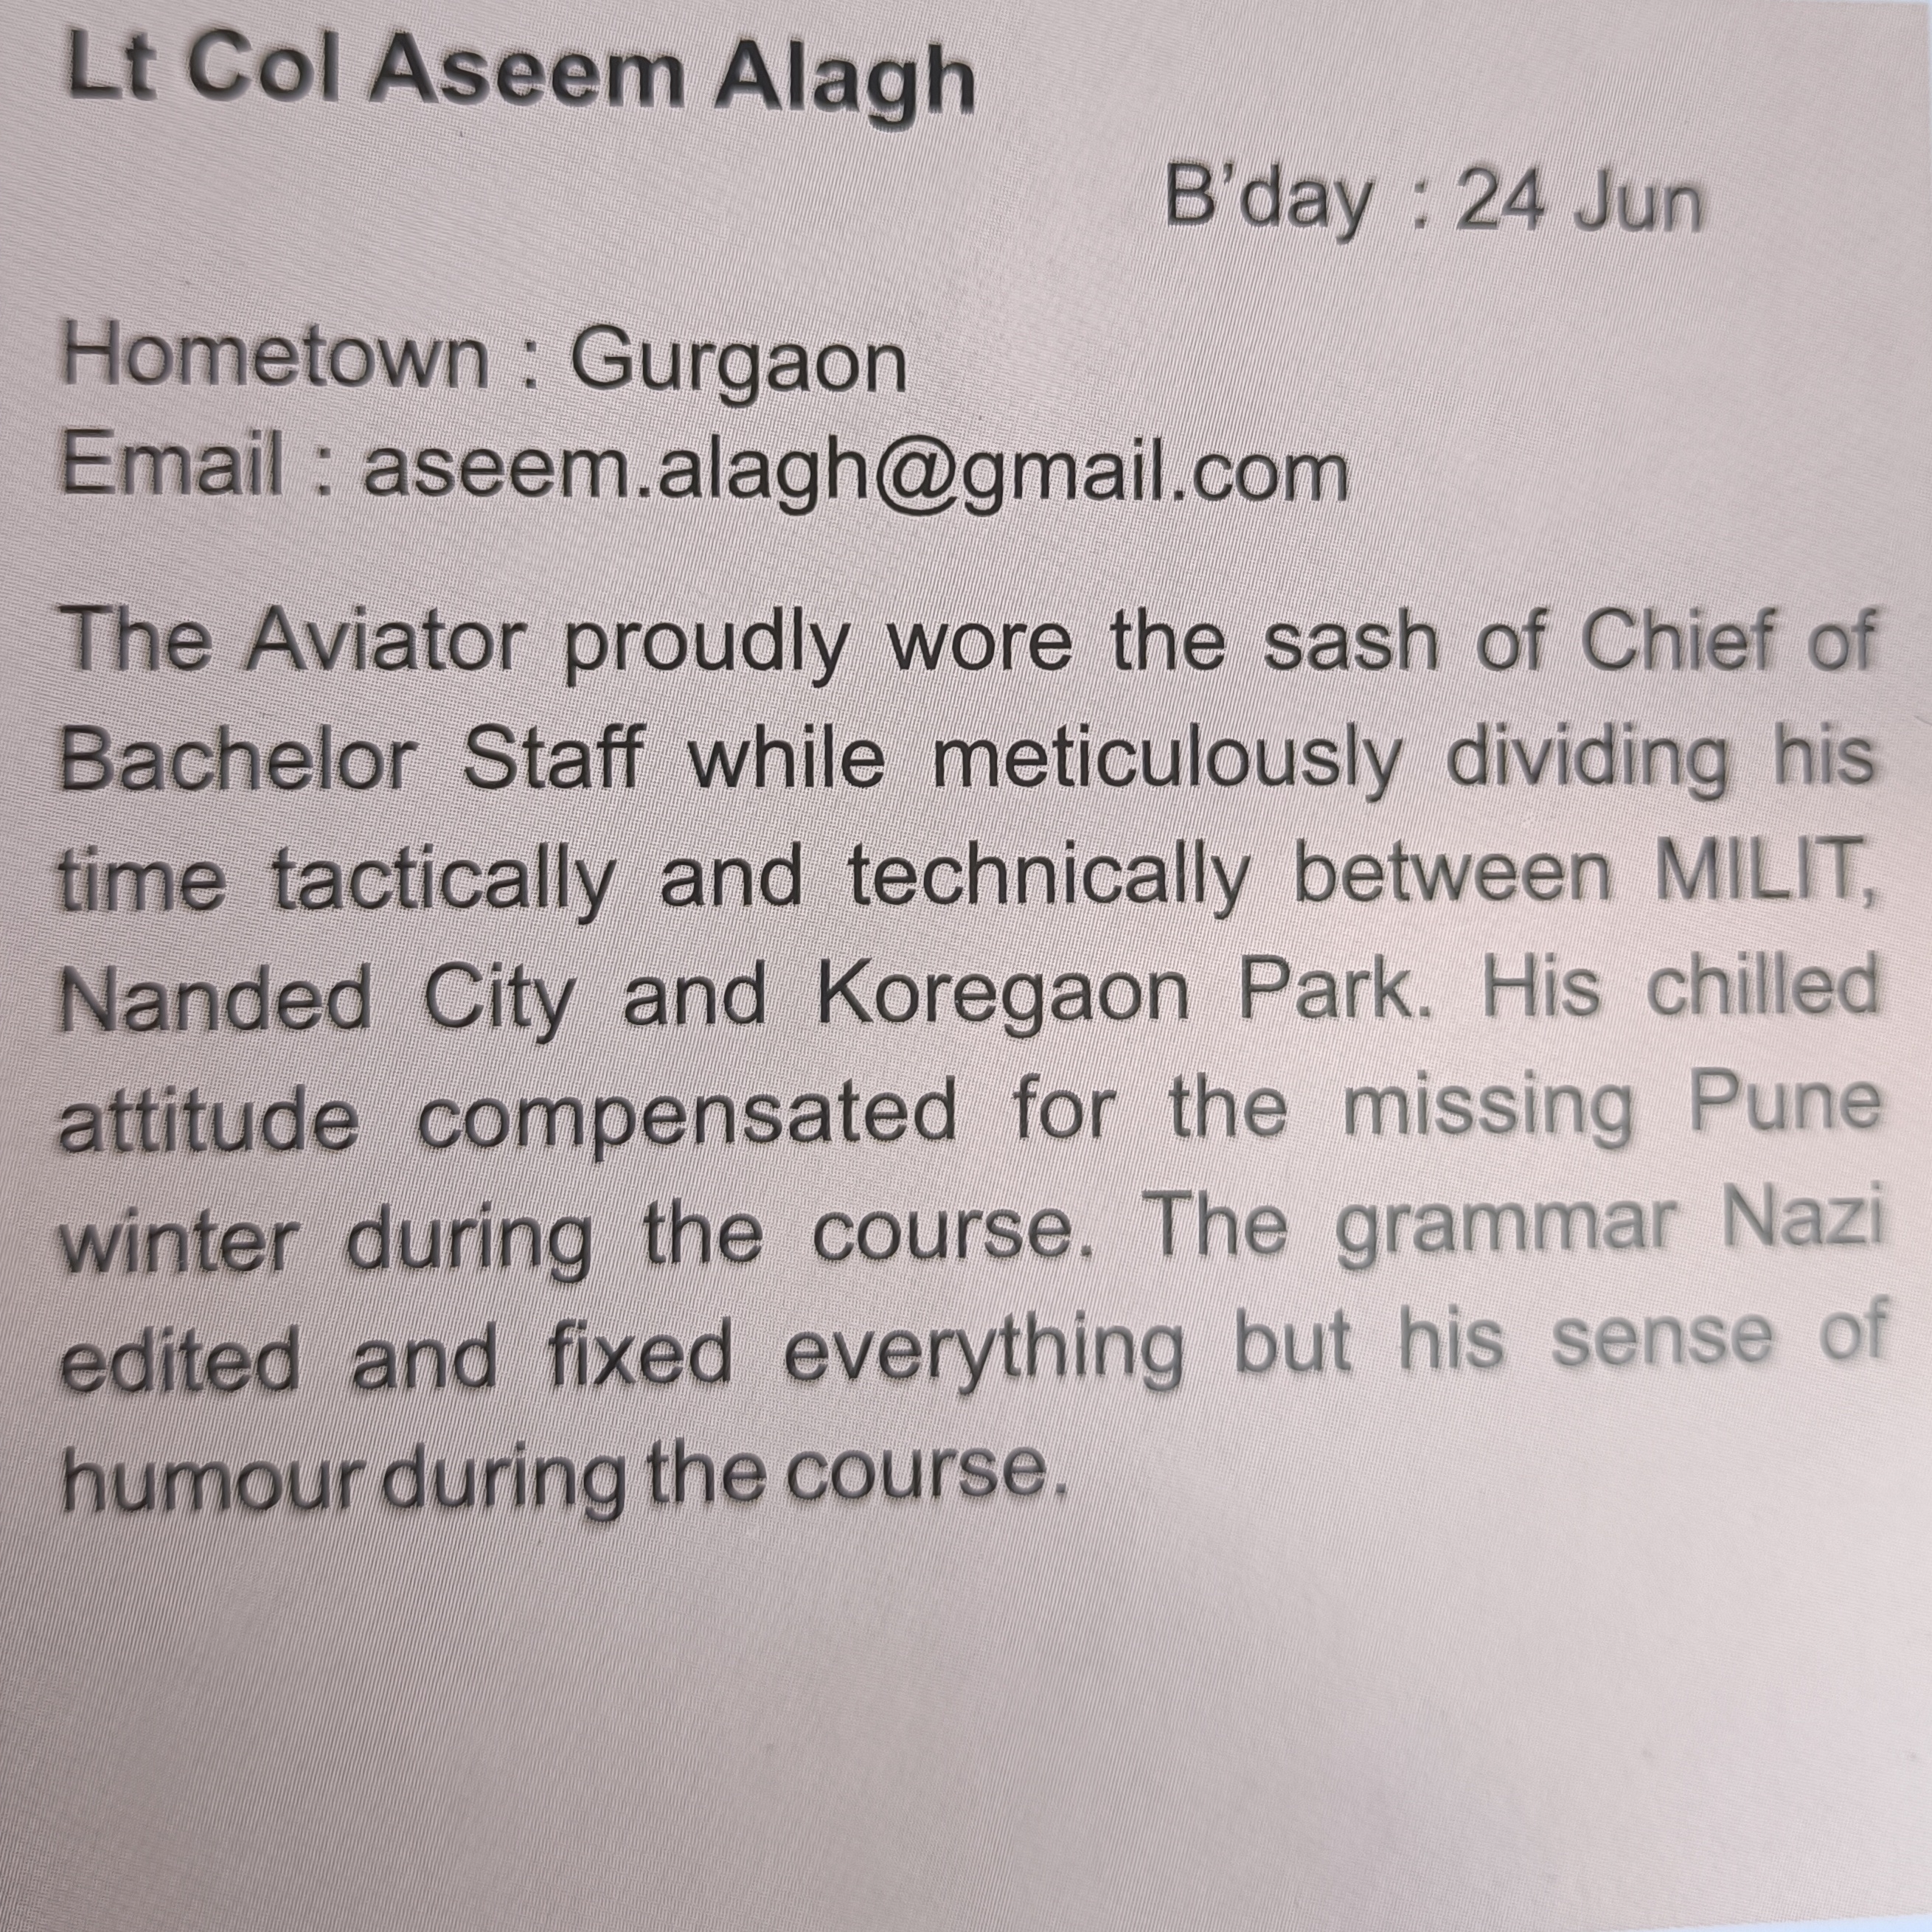 Lt Col Aseem Alagh
B'day : 24 Jun
Hometown : Gurgaon
Email : aseem.alagh@gmail.com
The Aviator proudly wore the sash of Chief of
Bachelor Staff while meticulously dividing his
time tactically and technically between MILIT,
Nanded City and Koregaon Park. His chilled
attitude compensated for the missing Pune
winter during the course. The grammar Nazi
edited and fixed everything but his sense of
humour during the course.